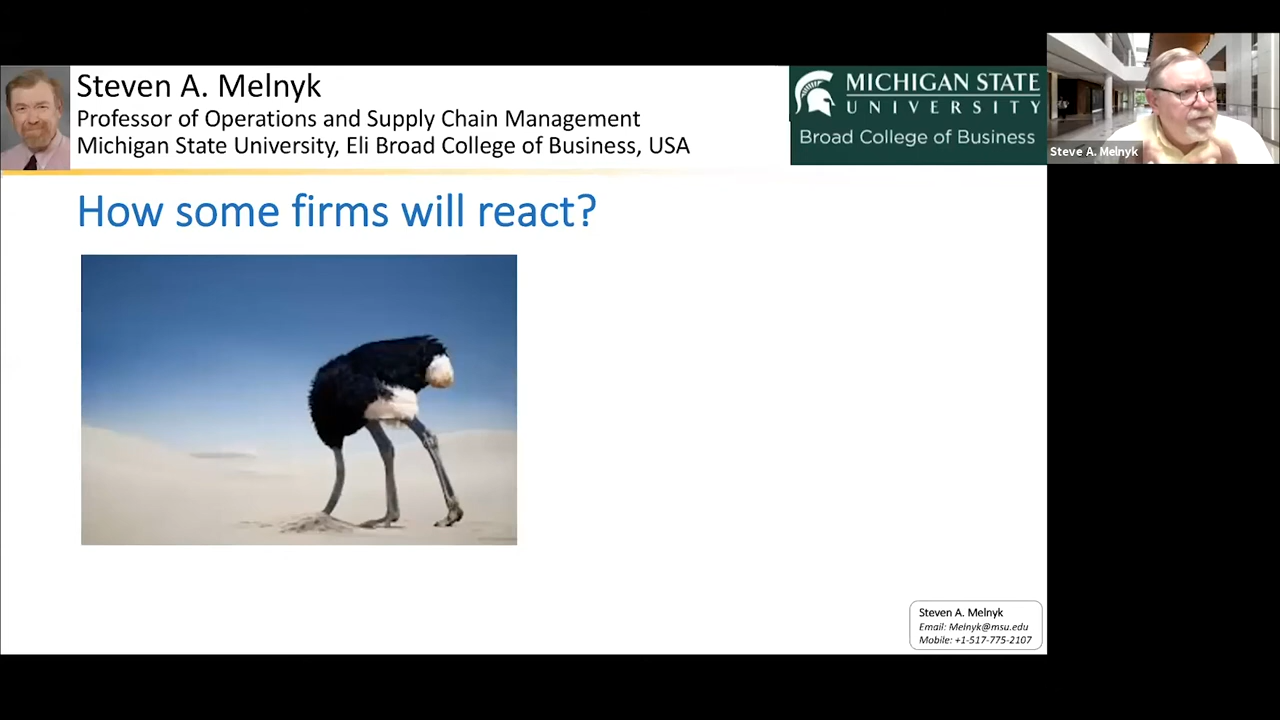 Steven A. Melnyk
Professor of Operations and Supply Chain Management
Michigan State University, Eli Broad College of Business, USA
MICHIGAN STATE
UNIVERSITY
Broad College of Business
Steve A. Melnyk
How some firms will react?
Steven A. Melnyk
Email: Melnyk@msu.edu
Mobile: +1-517-775-2107